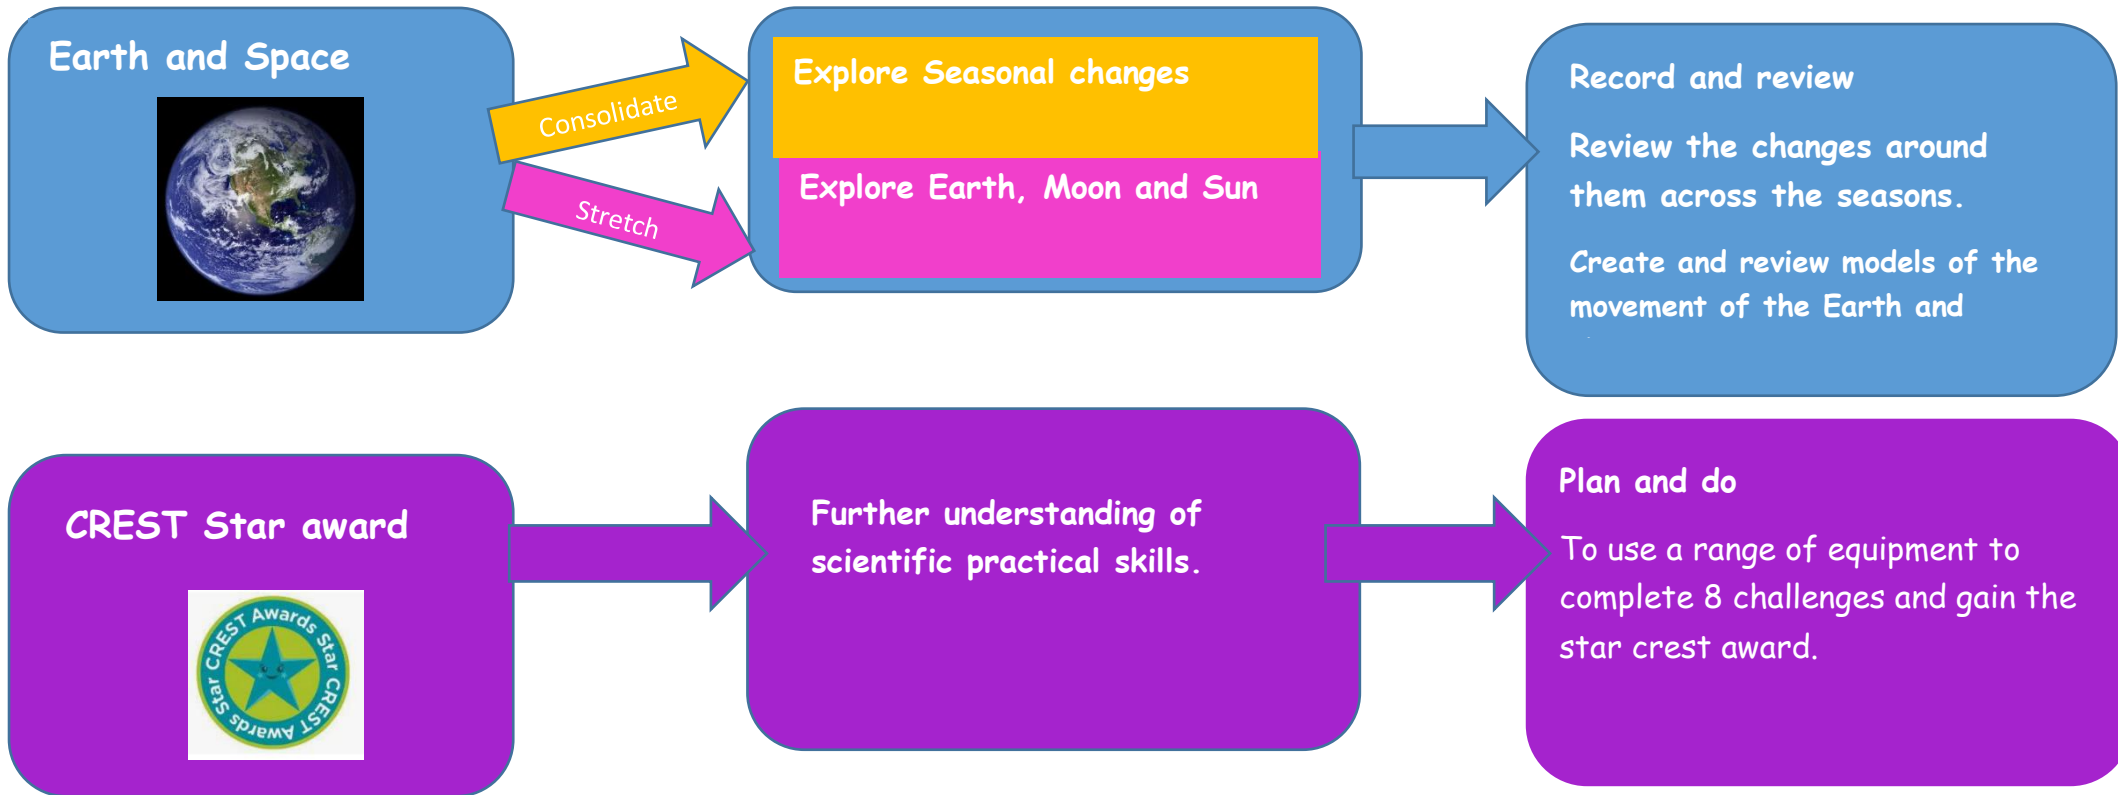 Earth and Space
Consolidate
Stretch
Explore Seasonal changes
Explore Earth, Moon and Sun
Record and review
Review the changes around
them across the seasons.
Create and review models of the
movement of the Earth and
CREST Star award
CREST Awards Star CREST Awards Star
Further understanding of
scientific practical skills.
Plan and do
To use a range of equipment to
complete 8 challenges and gain the
star crest award.